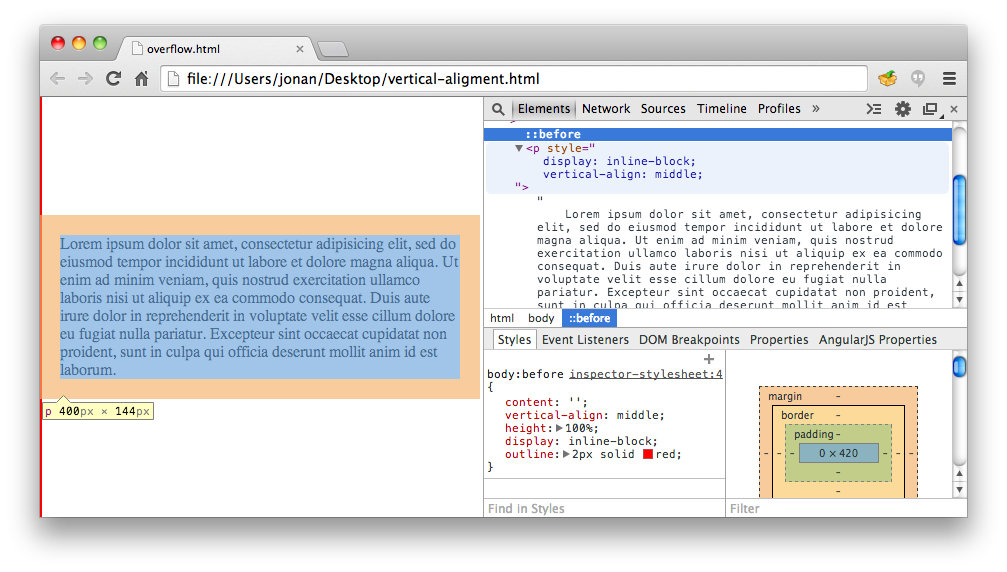 overflow.html
file:///Users/jonan/Desktop/vertical-aligment.html
Lorem ipsum dolor sit amet, consectetur adipisicing elit, sed do
eiusmod tempor incididunt ut labore et dolore magna aliqua. Ut
enim ad minim veniam, quis nostrud exercitation ullamco
laboris nisi ut aliquip ex ea commodo consequat. Duis aute
irure dolor in reprehenderit in voluptate velit esse cillum dolore
eu fugiat nulla pariatur. Excepteur sint occaecat cupidatat non
proident, sunt in culpa qui officia deserunt mollit anim id est
laborum.
p 400px × 144px
Elements Network Sources Timeline Profiles »
::before
▼<p style="
display: inline-block;
vertical-align: middle;
">
"
Lorem ipsum dolor sit amet, consectetur adipisicing
elit, sed do eiusmod tempor incididunt ut labore et dolore
magna aliqua. Ut enim ad minim veniam, quis nostrud
exercitation ullamco laboris nisi ut aliquip ex ea commodo
consequat. Duis aute irure dolor in reprehenderit in
voluptate velit esse cillum dolore eu fugiat nulla
pariatur. Excepteur sint occaecat cupidatat non proident,
sunt in culpa qui officia deserunt mollit anim id est
html body ::before
Styles Event Listeners DOM Breakpoints Properties AngularJS Properties
body:before inspector-stylesheet:4
{
content: '';
vertical-align: middle;
height:▶100%;
display: inline-block;
outline:▶2px solid red;
}
Find in Styles
margin -
border -
padding -
- - - 0 × 420 - - -
-
-
Filter